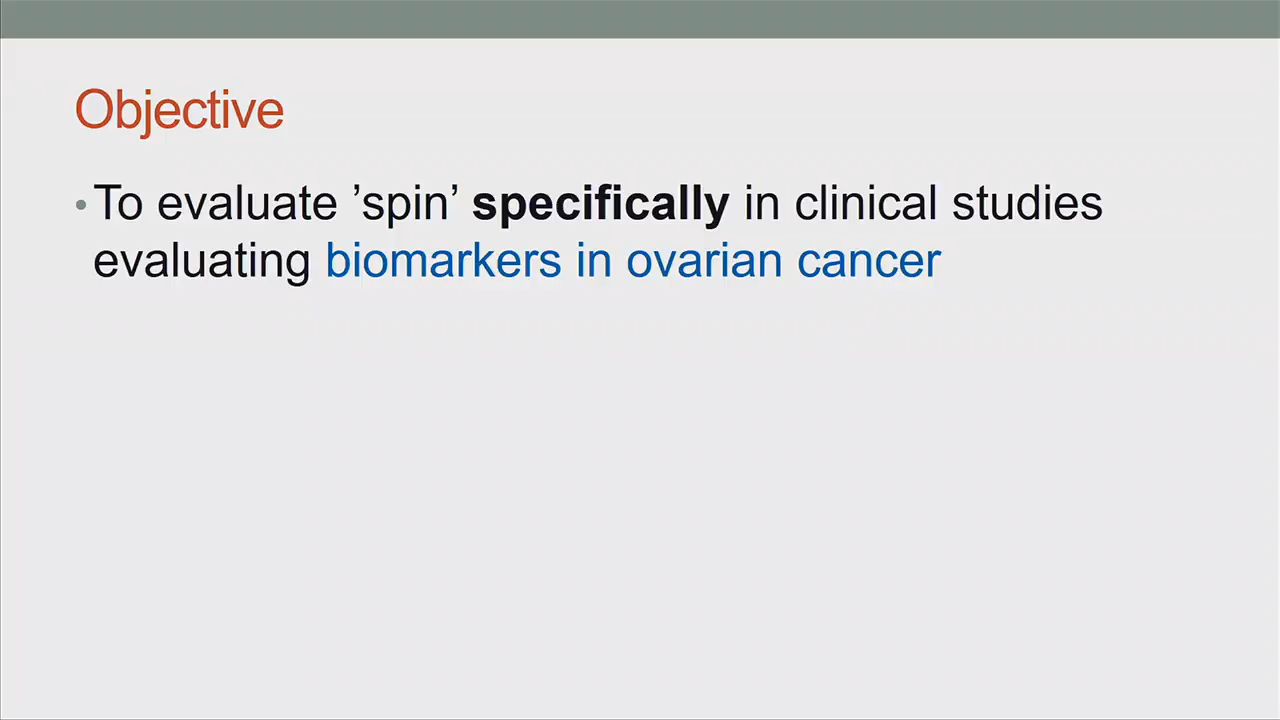 Objective
•To evaluate ’spin’ specifically in clinical studies
evaluating biomarkers in ovarian cancer